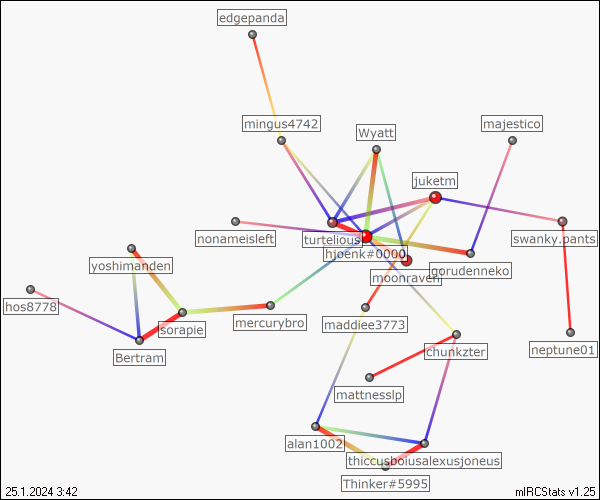 edgepanda
mingus4742
Wyatt
majestico
juketm
nonameisleft
turtelious
swanky.pants
hjoenk#0000
yoshimanden
moonraven
gorudenneko
hos8778
sorapie
mercurybro
maddiee3773
Bertram
chunkzter
neptune01
mattnesslp
alan1002
thiccusboiusalexusjoneus
Thinker#5995
25.1.2024 3:42
mIRCStats v1.25